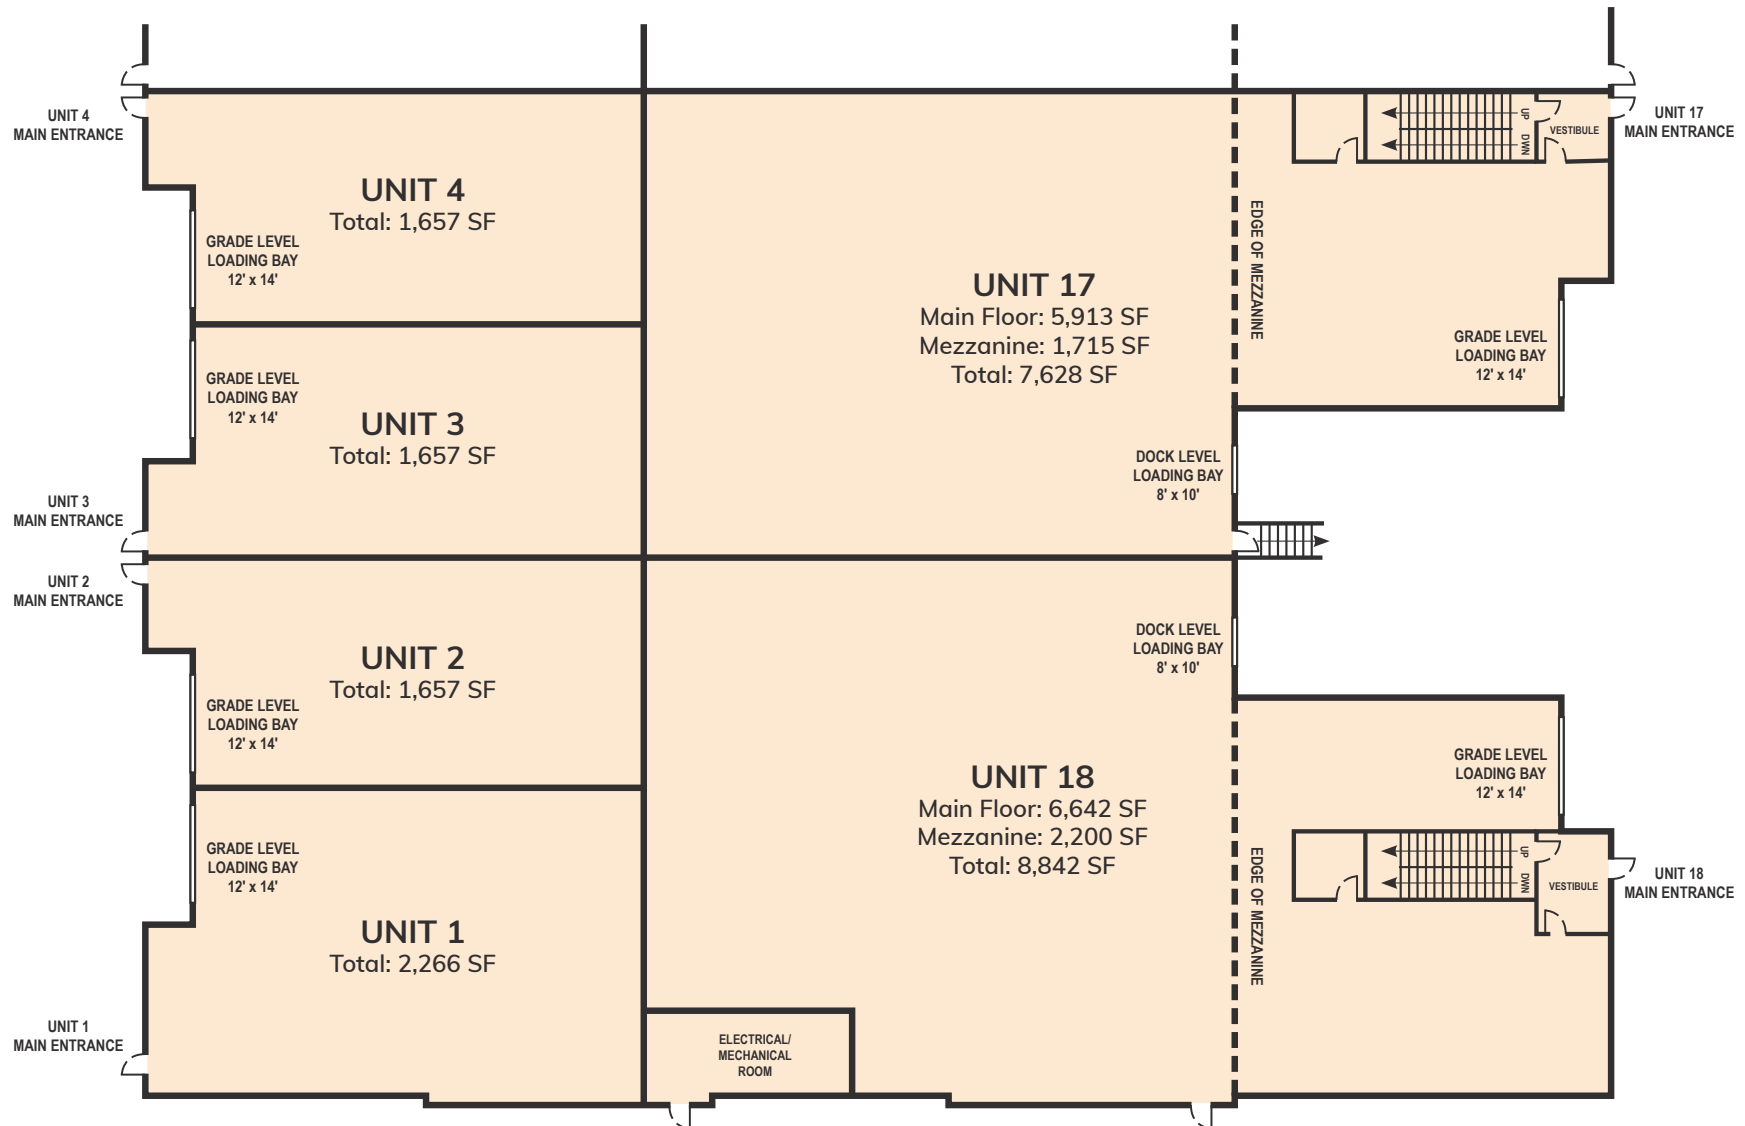 UNIT 4
MAIN ENTRANCE
UNIT 4
Total: 1,657 SF
GRADE LEVEL
LOADING BAY
12' x 14'
GRADE LEVEL
LOADING BAY
12' x 14'
UNIT 3
Total: 1,657 SF
UNIT 3
MAIN ENTRANCE
UNIT 2
MAIN ENTRANCE
UNIT 2
Total: 1,657 SF
GRADE LEVEL
LOADING BAY
12' x 14'
GRADE LEVEL
LOADING BAY
12' x 14'
UNIT 1
Total: 2,266 SF
UNIT 1
MAIN ENTRANCE
UNIT 17
Main Floor: 5,913 SF
Mezzanine: 1,715 SF
Total: 7,628 SF
EDGE OF MEZZANINE
UP
DWN
VESTIBULE
UNIT 17
MAIN ENTRANCE
GRADE LEVEL
LOADING BAY
12' x 14'
DOCK LEVEL
LOADING BAY
8' x 10'
DOCK LEVEL
LOADING BAY
8' x 10'
UNIT 18
Main Floor: 6,642 SF
Mezzanine: 2,200 SF
Total: 8,842 SF
GRADE LEVEL
LOADING BAY
12' x 14'
EDGE OF MEZZANINE
UP
DWN
VESTIBULE
UNIT 18
MAIN ENTRANCE
ELECTRICAL/
MECHANICAL
ROOM